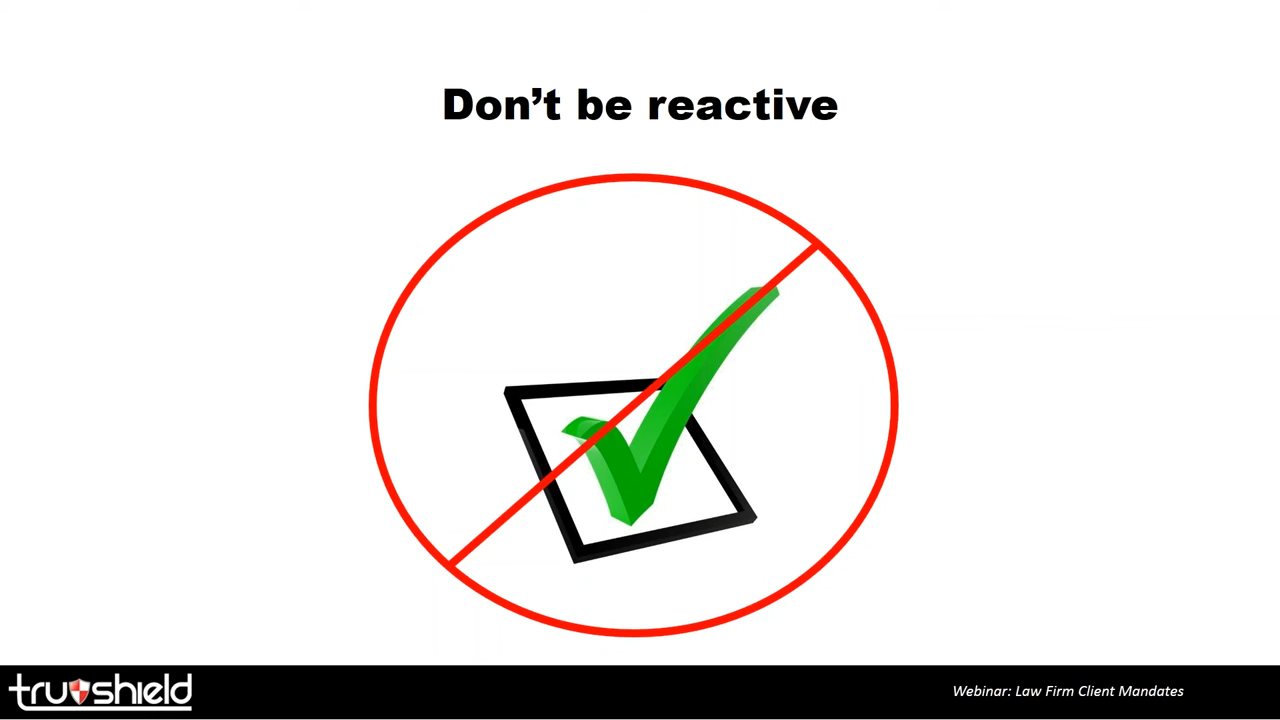 Don’t be reactive
trushield
Webinar: Law Firm Client Mandates